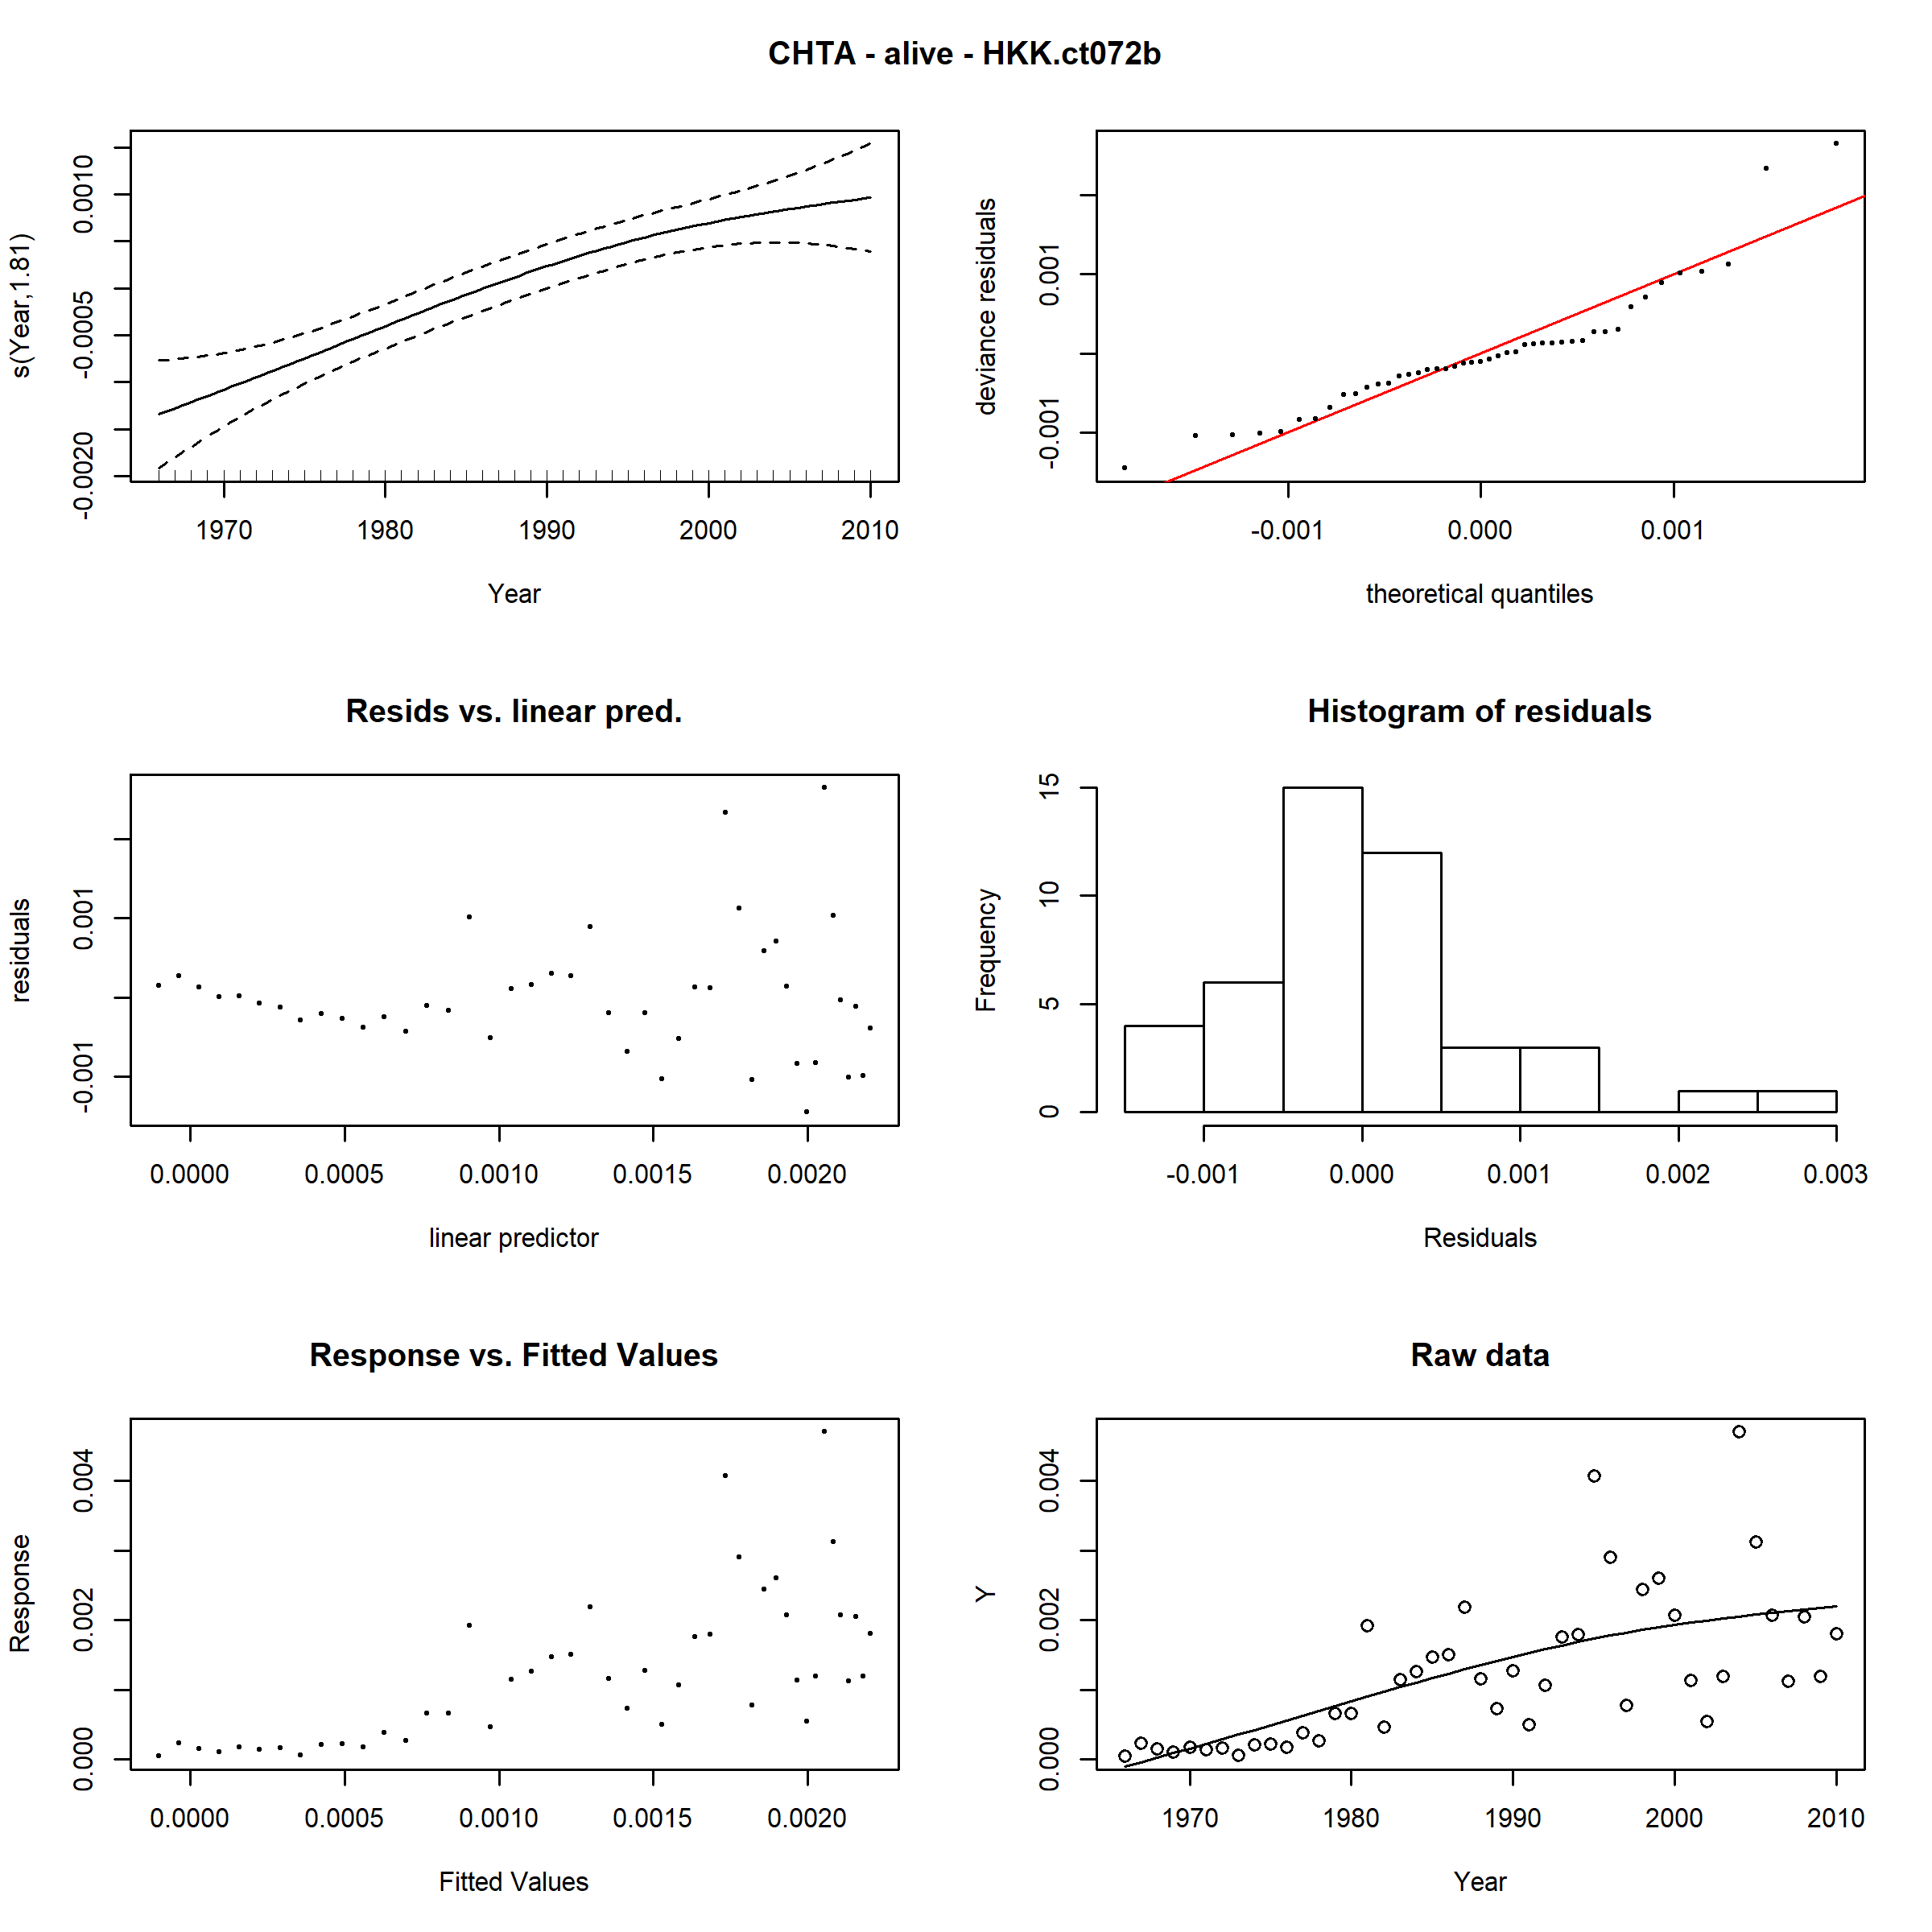 CHTA - alive - HKK.ct072b
s(Year,1.81)
0.0010
-0.0005
-0.0020
1970 1980 1990 2000 2010
Year
deviance residuals
0.001
-0.001
-0.001 0.000 0.001
theoretical quantiles
Resids vs. linear pred.
residuals
0.001
-0.001
0.0000 0.0005 0.0010 0.0015 0.0020
linear predictor
Histogram of residuals
Frequency
15
10
5
0
-0.001 0.000 0.001 0.002 0.003
Residuals
Response vs. Fitted Values
Response
0.004
0.002
0.000
0.0000 0.0005 0.0010 0.0015 0.0020
Fitted Values
Raw data
Y
0.004
0.002
0.000
1970 1980 1990 2000 2010
Year